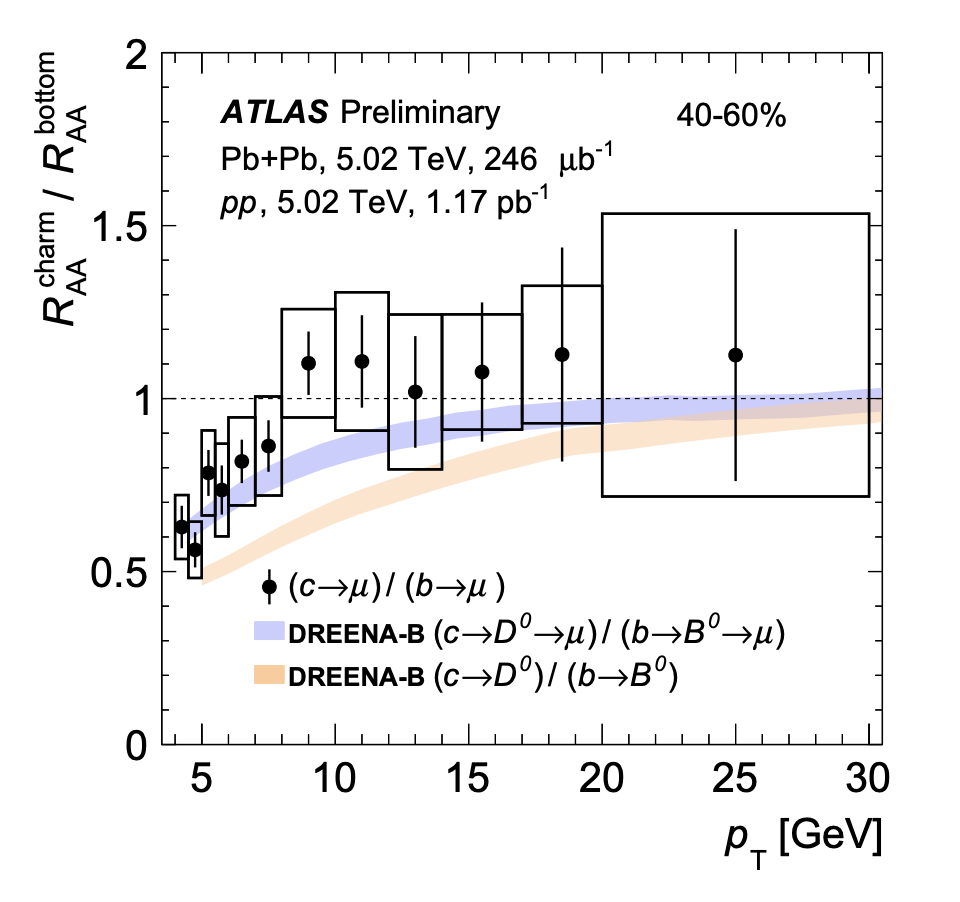 R_AA^charm / R_AA^bottom
2
1.5
1
0.5
0
ATLAS Preliminary
40-60%
Pb+Pb, 5.02 TeV, 246 μb⁻¹
pp, 5.02 TeV, 1.17 pb⁻¹
(c→μ) / (b→μ )
DREENA-B (c→D⁰→μ) / (b→B⁰→μ)
DREENA-B (c→D⁰) / (b→B⁰)
5 10 15 20 25 30
p_T [GeV]